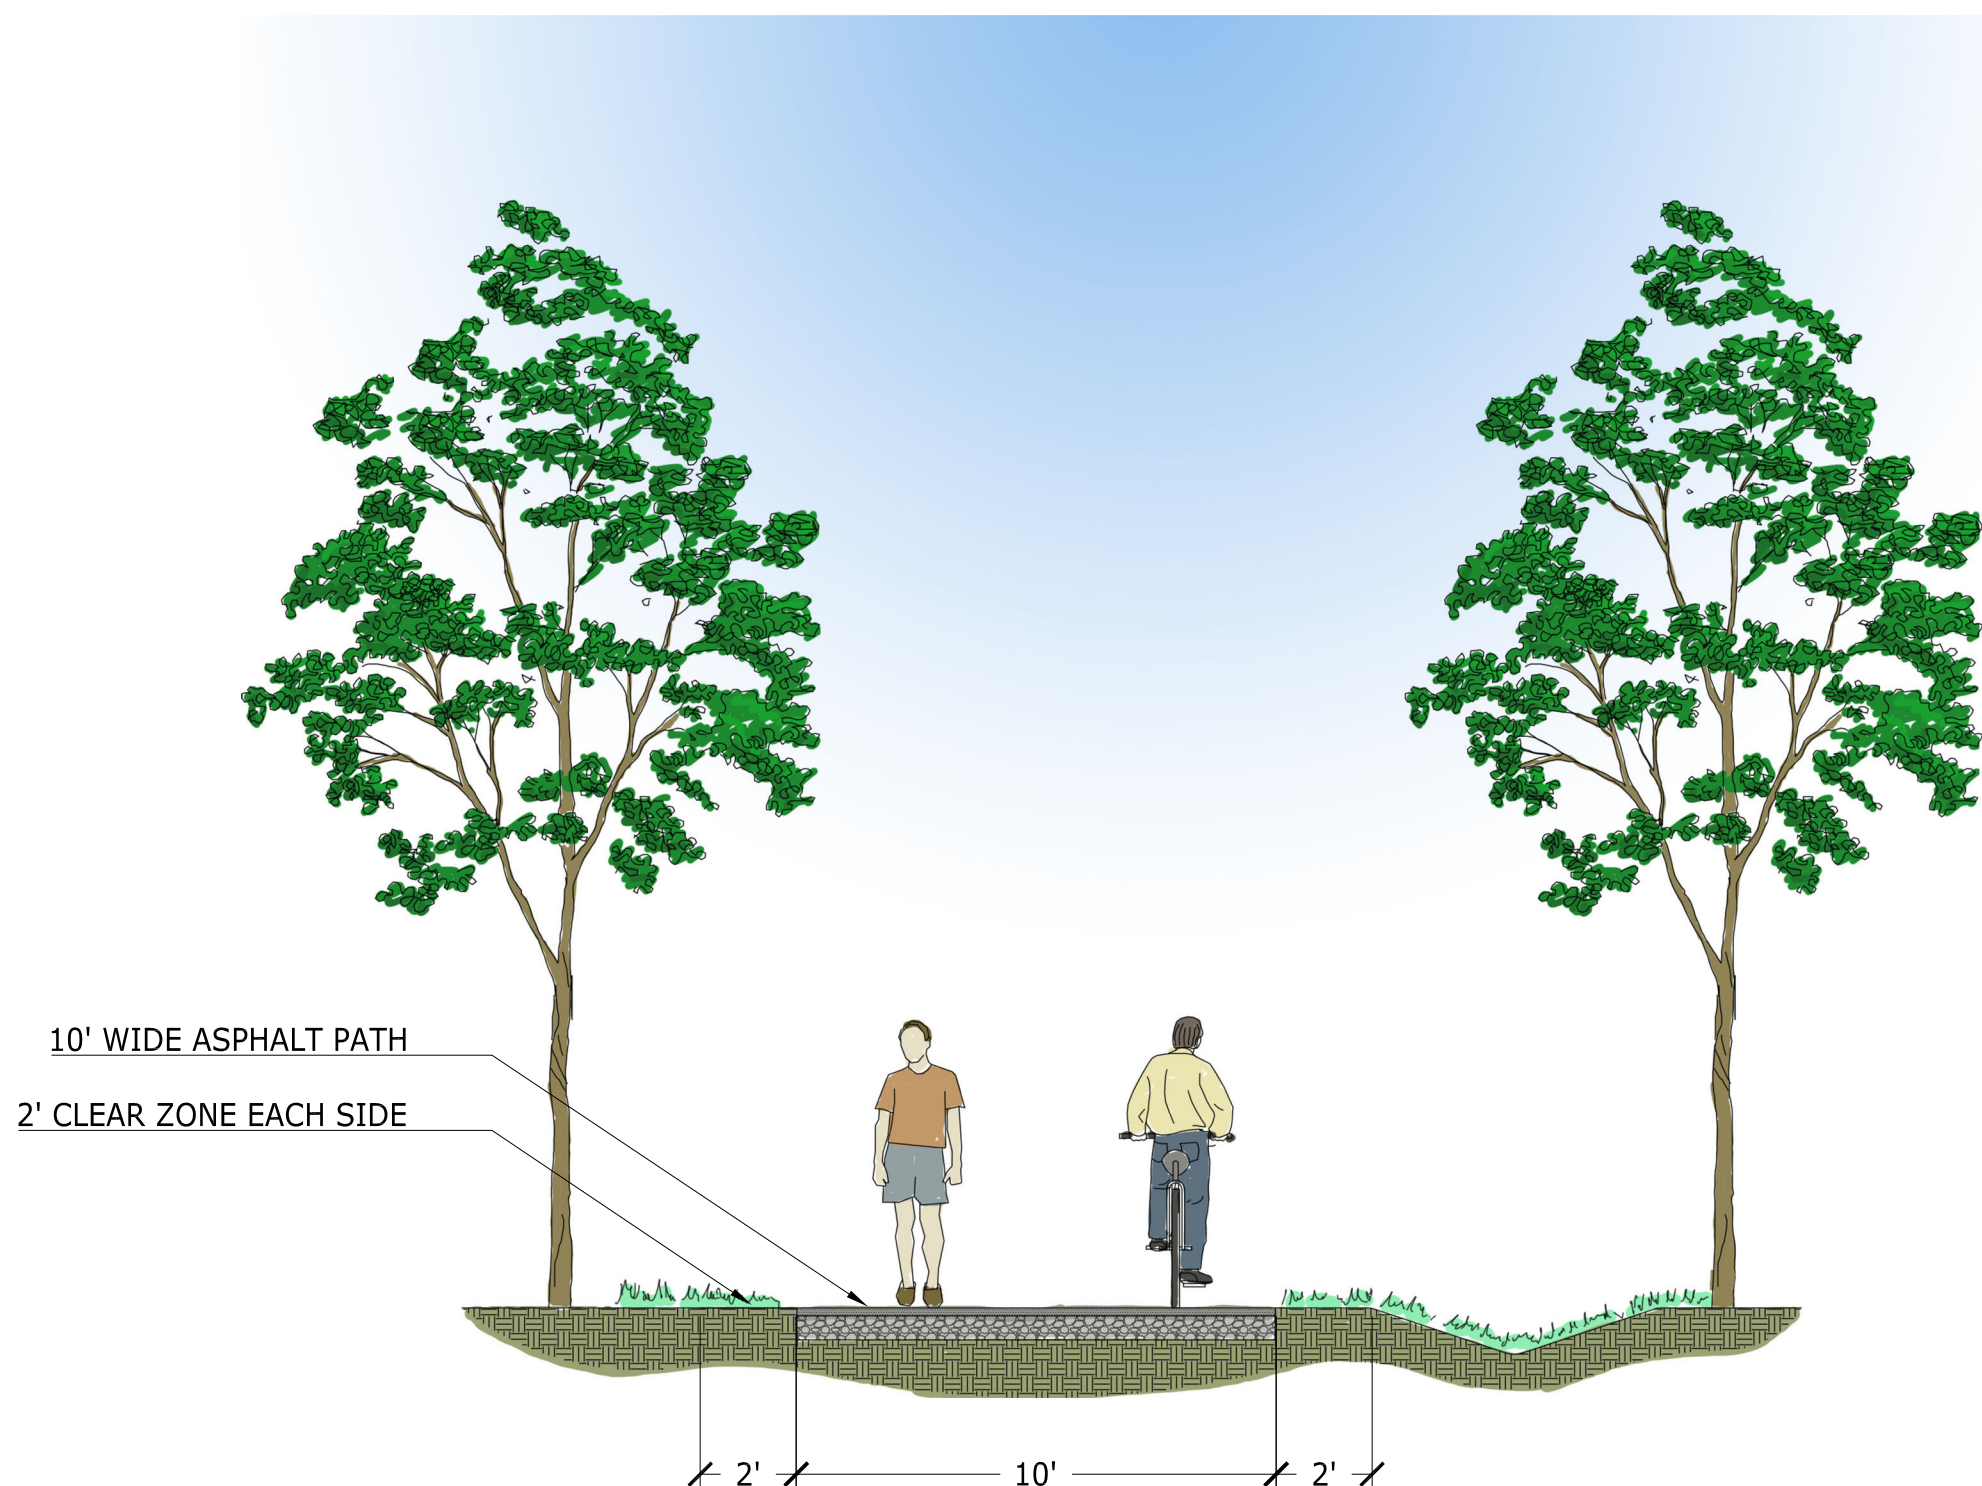 10' WIDE ASPHALT PATH
2' CLEAR ZONE EACH SIDE
2' 10' 2'